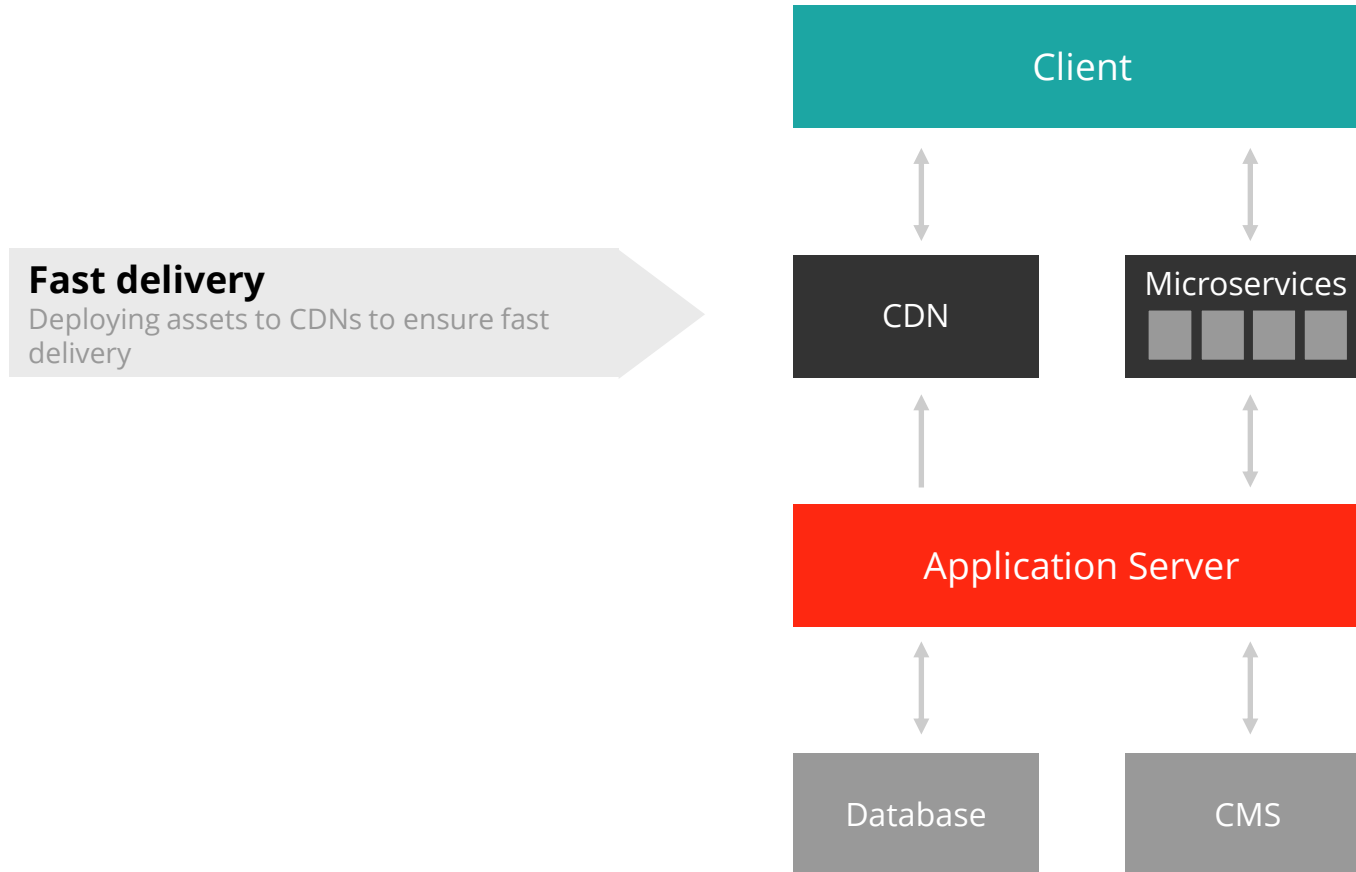 Client
Fast delivery
Deploying assets to CDNs to ensure fast
delivery
CDN
Microservices
Application Server
Database
CMS